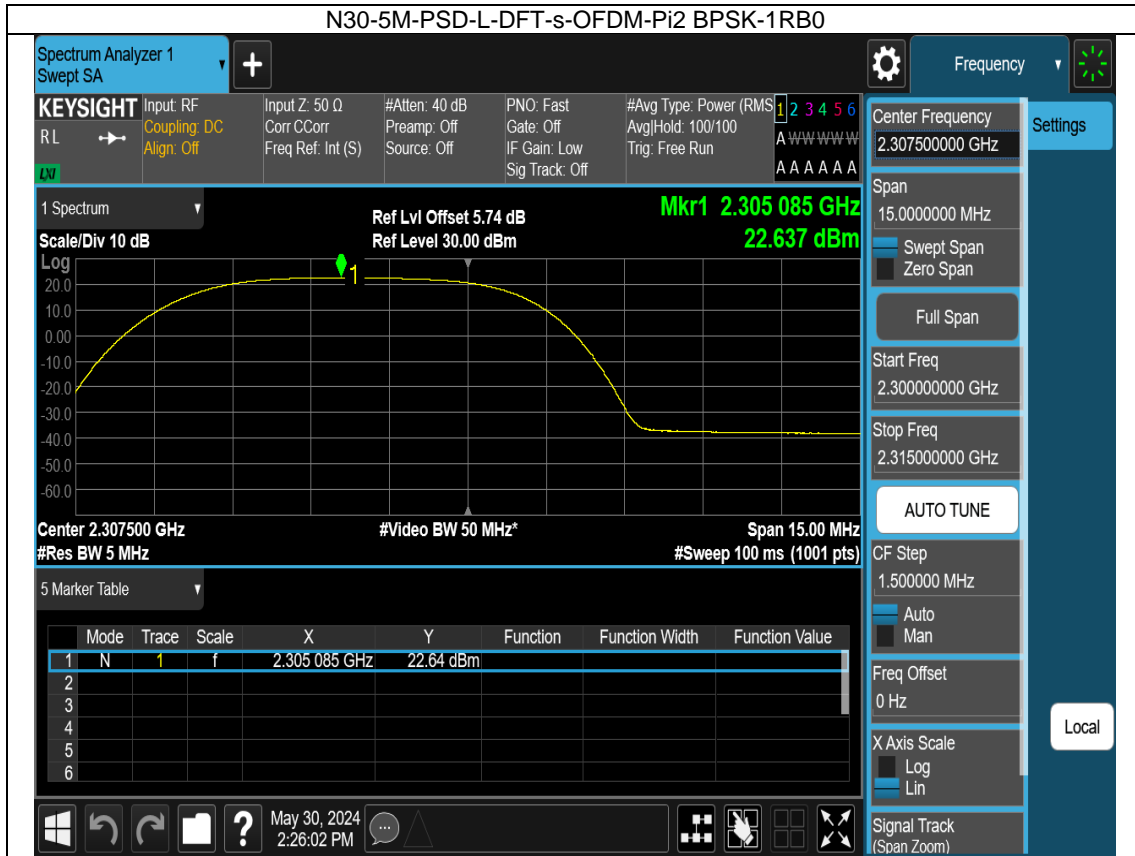 N30-5M-PSD-L-DFT-s-OFDM-Pi2 BPSK-1RB0
Spectrum Analyzer 1
Swept SA
+
Frequency
KEYSIGHT
R L
LXI
Input: RF
Coupling: DC
Align: Off
Input Z: 50 Ω
Corr CCorr
Freq Ref: Int (S)
#Atten: 40 dB
Preamp: Off
Source: Off
PNO: Fast
Gate: Off
IF Gain: Low
Sig Track: Off
#Avg Type: Power (RMS
Avg|Hold: 100/100
Trig: Free Run
1 2 3 4 5 6
A W W W W W
A A A A A A
1 Spectrum
Scale/Div 10 dB
Ref Lvl Offset 5.74 dB
Ref Level 30.00 dBm
Mkr1 2.305 085 GHz
22.637 dBm
Log
1
20.0
10.0
0.00
-10.0
-20.0
-30.0
-40.0
-50.0
-60.0
Center 2.307500 GHz
#Video BW 50 MHz*
Span 15.00 MHz
#Res BW 5 MHz
#Sweep 100 ms (1001 pts)
5 Marker Table
Mode Trace Scale X Y Function Function Width Function Value
1 N 1 f 2.305 085 GHz 22.64 dBm
2
3
4
5
6
?
May 30, 2024
2:26:02 PM
Center Frequency
2.307500000 GHz
Settings
Span
15.0000000 MHz
Swept Span
Zero Span
Full Span
Start Freq
2.300000000 GHz
Stop Freq
2.315000000 GHz
AUTO TUNE
CF Step
1.500000 MHz
Auto
Man
Freq Offset
0 Hz
Local
X Axis Scale
Log
Lin
Signal Track
(Span Zoom)